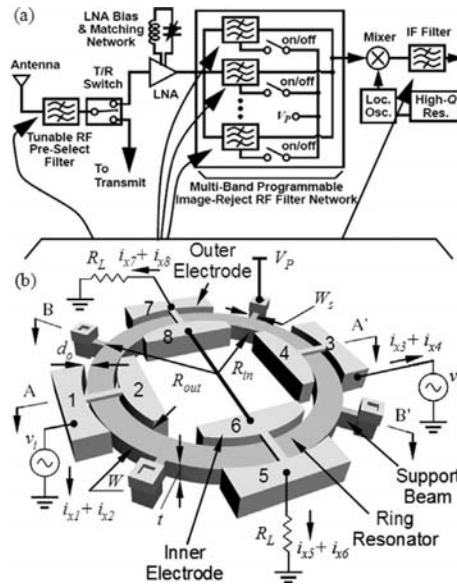 (a)
LNA Bias
& Matching
Network
Antenna
T/R
Switch
LNA
on/off
on/off
on/off
V_P
Mixer
IF Filter
Loc.
Osc.
High-Q
Res.
Tunable RF
Pre-Select
Filter
To
Transmit
Multi-Band Programmable
Image-Reject RF Filter Network
(b)
R_L
i_x7 + i_x8
Outer
Electrode
V_P
W_s
B
7
8
A'
d_o
R_out
R_in
4
3
i_x3 + i_x4
A
1
2
6
v_i
v_i
B'
5
W
i_x1 + i_x2
t
Support
Beam
Inner
Electrode
R_L
i_x5 + i_x6
Ring
Resonator